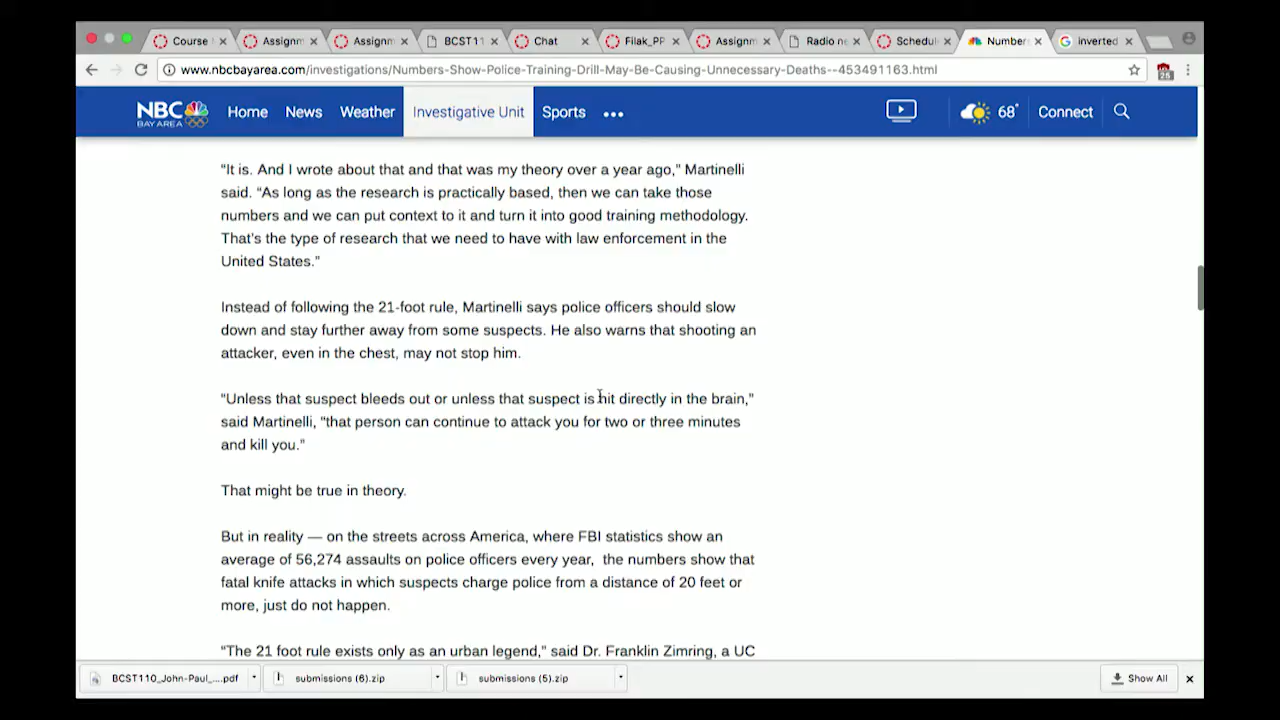 Course
Assignm
Assignm
BCST11
Chat
Filak_PP
Assignm
Radio ne
Schedul
Number
inverted
www.nbcbayarea.com/investigations/Numbers-Show-Police-Training-Drill-May-Be-Causing-Unnecessary-Deaths--453491163.html
25
NBC
BAY AREA
Home
News
Weather
Investigative Unit
Sports
68°
Connect
"It is. And I wrote about that and that was my theory over a year ago," Martinelli
said. "As long as the research is practically based, then we can take those
numbers and we can put context to it and turn it into good training methodology.
That's the type of research that we need to have with law enforcement in the
United States."
Instead of following the 21-foot rule, Martinelli says police officers should slow
down and stay further away from some suspects. He also warns that shooting an
attacker, even in the chest, may not stop him.
"Unless that suspect bleeds out or unless that suspect is hit directly in the brain,"
said Martinelli, "that person can continue to attack you for two or three minutes
and kill you."
That might be true in theory.
But in reality — on the streets across America, where FBI statistics show an
average of 56,274 assaults on police officers every year,  the numbers show that
fatal knife attacks in which suspects charge police from a distance of 20 feet or
more, just do not happen.
"The 21 foot rule exists only as an urban legend," said Dr. Franklin Zimring, a UC
BCST110_John-Paul_....pdf
submissions (6).zip
submissions (5).zip
Show All